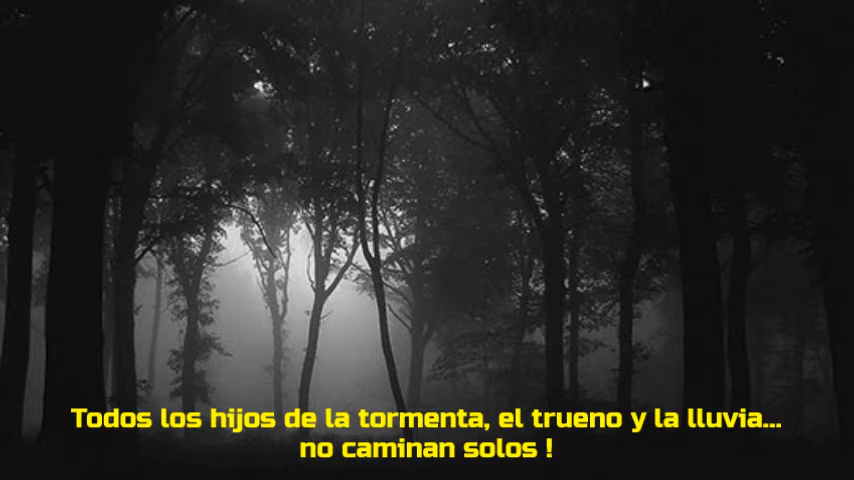 Todos los hijos de la tormenta, el trueno y la lluvia...
no caminan solos !